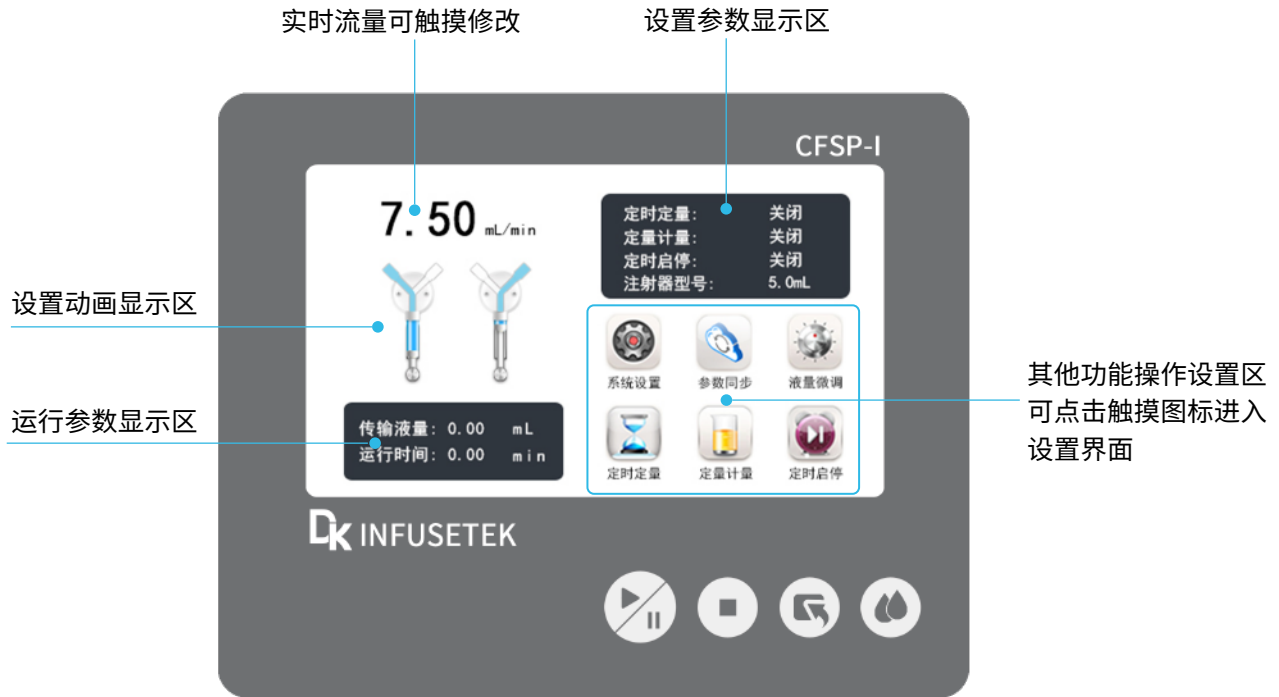 实时流量可触摸修改
设置参数显示区
CFSP-I
7.50 mL/min
定时定量: 关闭
定量计量: 关闭
定时启停: 关闭
注射器型号: 5.0mL
设置动画显示区
系统设置 参数同步 液量微调
其他功能操作设置区
可点击触摸图标进入
设置界面
运行参数显示区
传输液量: 0.00 mL
运行时间: 0.00 min
定时定量 定量计量 定时启停
DK INFUSETEK